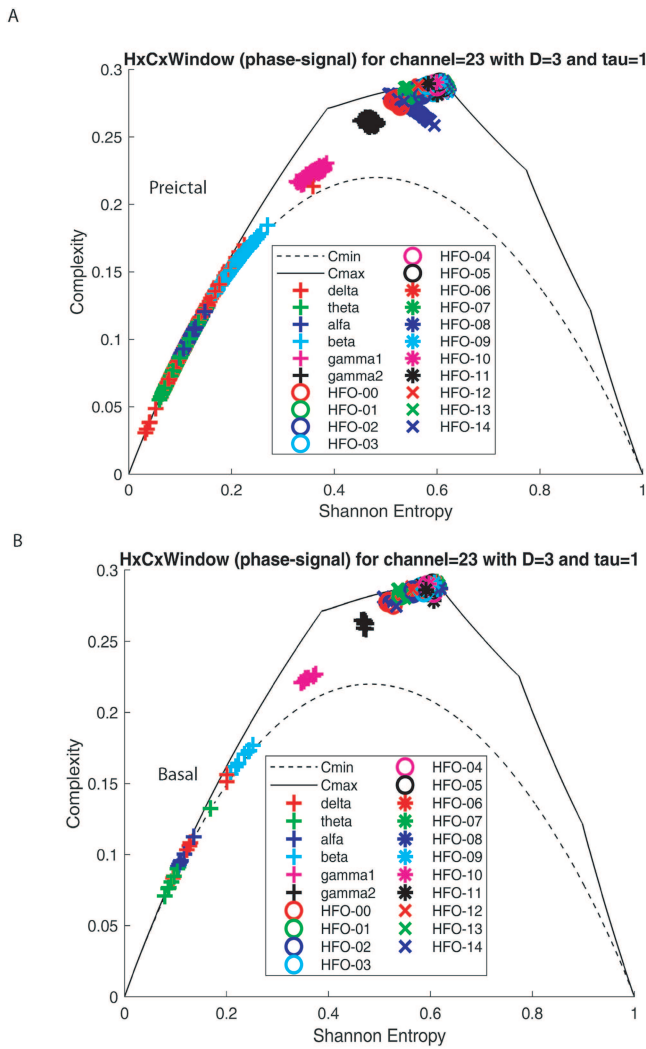 A
HxCxWindow (phase-signal) for channel=23 with D=3 and tau=1
0.3
0.25
0.2
0.15
0.1
0.05
0
Complexity
Preictal
Cmin
Cmax
delta
theta
alfa
beta
gamma1
gamma2
HFO-00
HFO-01
HFO-02
HFO-03
HFO-04
HFO-05
HFO-06
HFO-07
HFO-08
HFO-09
HFO-10
HFO-11
HFO-12
HFO-13
HFO-14
0 0.2 0.4 0.6 0.8 1
Shannon Entropy
B
HxCxWindow (phase-signal) for channel=23 with D=3 and tau=1
0.3
0.25
0.2
0.15
0.1
0.05
0
Complexity
Basal
Cmin
Cmax
delta
theta
alfa
beta
gamma1
gamma2
HFO-00
HFO-01
HFO-02
HFO-03
HFO-04
HFO-05
HFO-06
HFO-07
HFO-08
HFO-09
HFO-10
HFO-11
HFO-12
HFO-13
HFO-14
0 0.2 0.4 0.6 0.8 1
Shannon Entropy